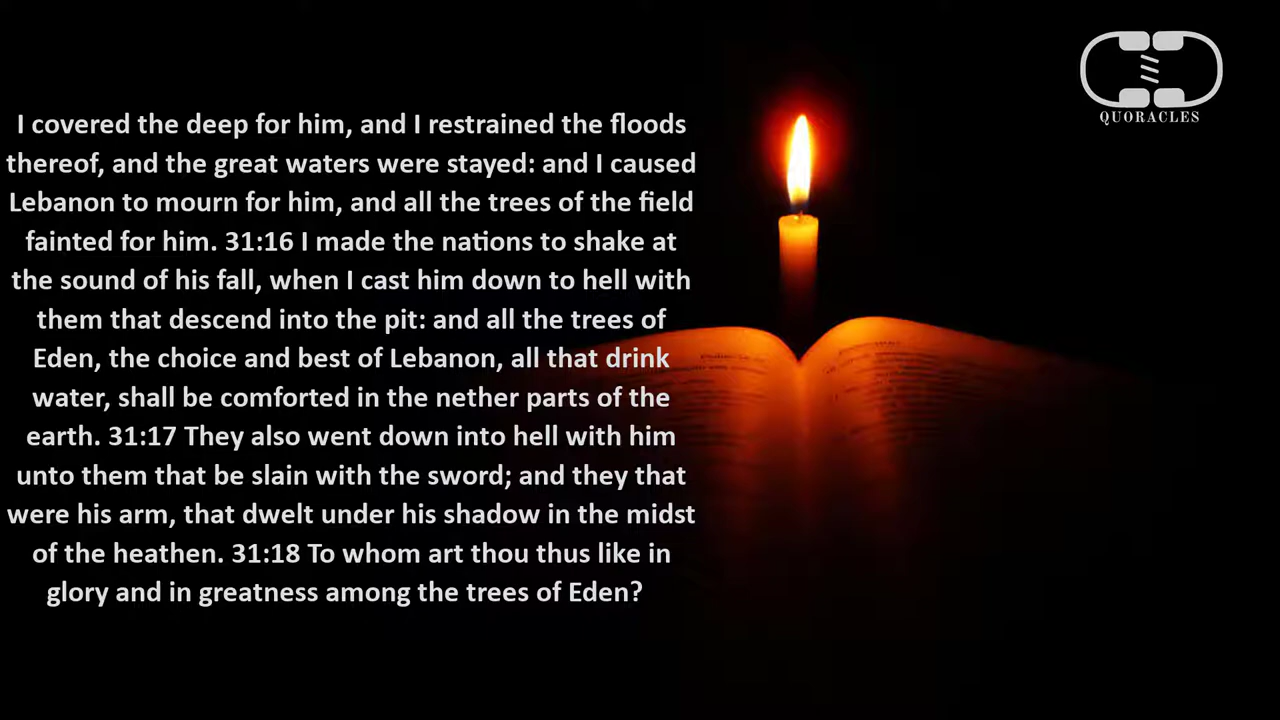 I covered the deep for him, and I restrained the floods
thereof, and the great waters were stayed: and I caused
Lebanon to mourn for him, and all the trees of the field
fainted for him. 31:16 I made the nations to shake at
the sound of his fall, when I cast him down to hell with
them that descend into the pit: and all the trees of
Eden, the choice and best of Lebanon, all that drink
water, shall be comforted in the nether parts of the
earth. 31:17 They also went down into hell with him
unto them that be slain with the sword; and they that
were his arm, that dwelt under his shadow in the midst
of the heathen. 31:18 To whom art thou thus like in
glory and in greatness among the trees of Eden?
QUORACLES